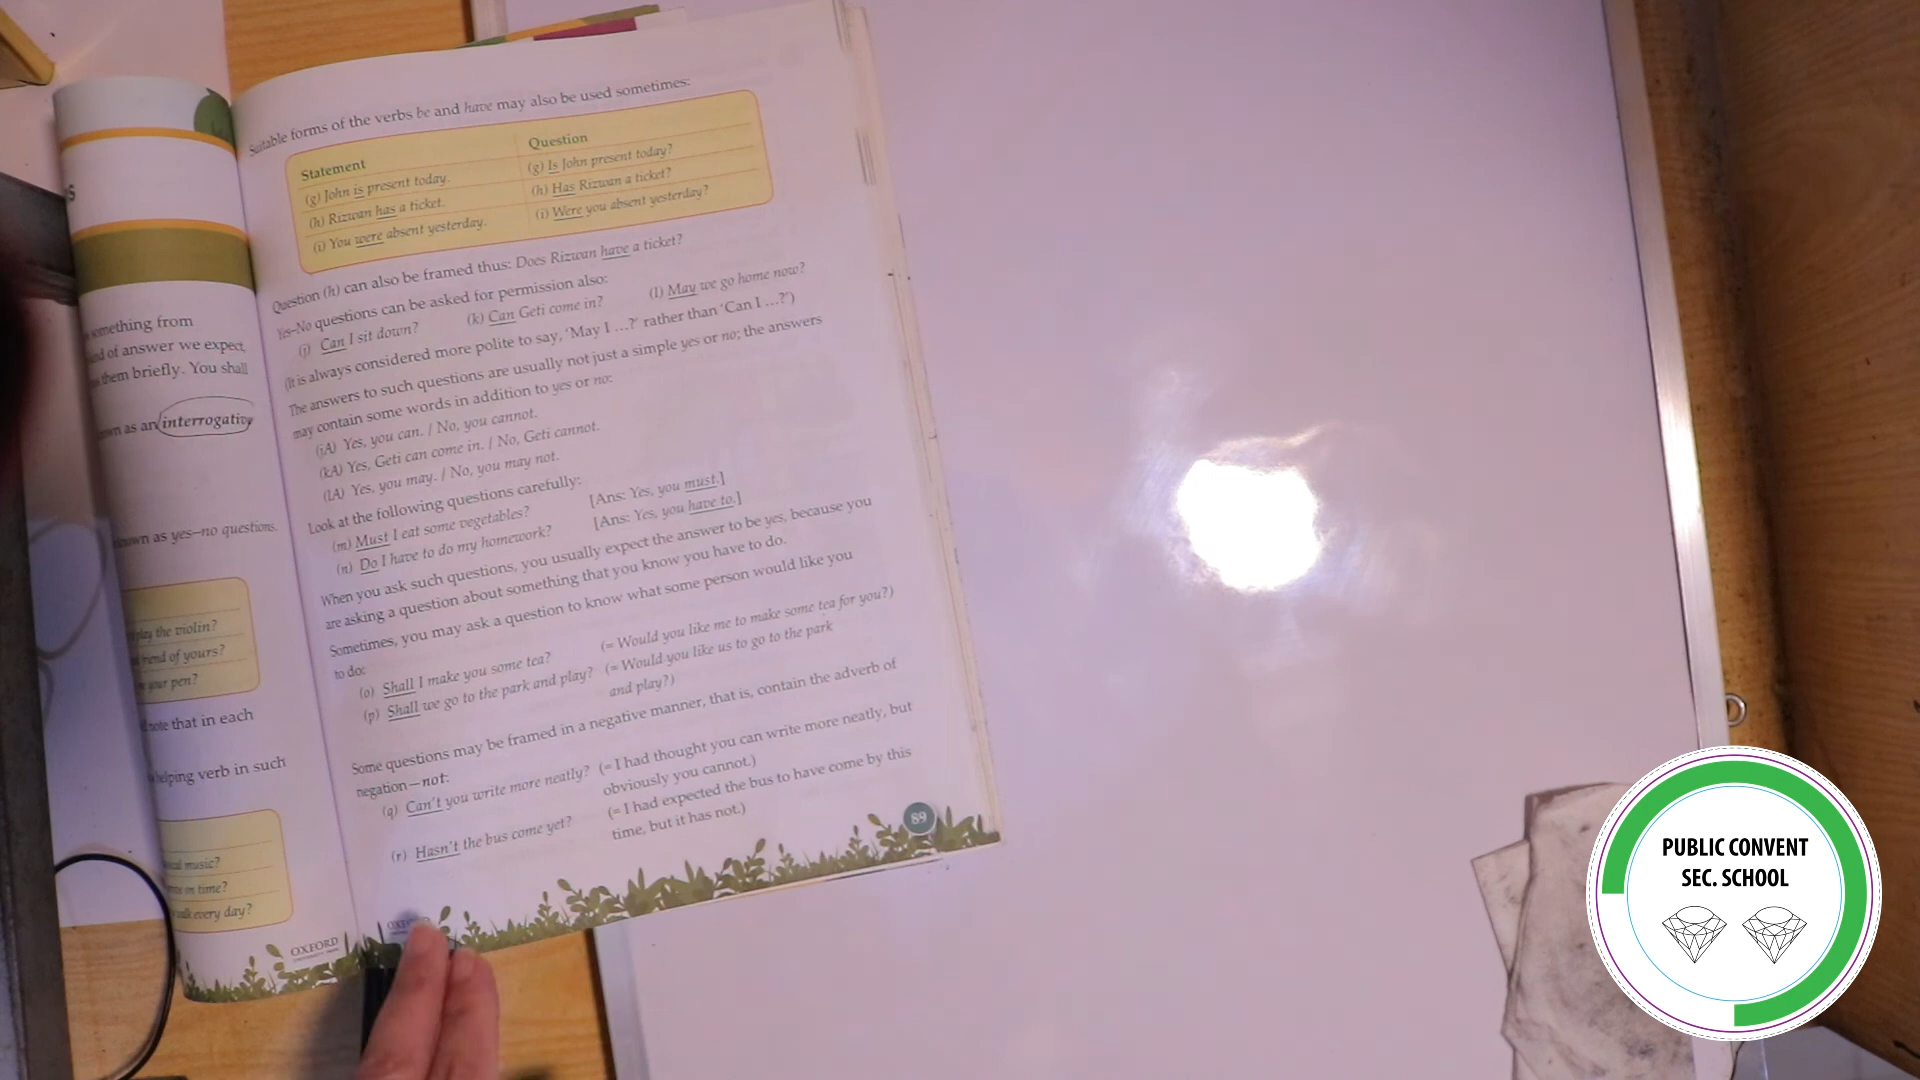 s
something from
kind of answer we expect,
them briefly. You shall
known as an interrogative
known as yes—no questions.
play the violin?
friend of yours?
your pen?
note that in each
helping verb in such
music?
on time?
walk every day?
OXFORD
UNIVERSITY PRESS
Suitable forms of the verbs be and have may also be used sometimes:
Statement Question
(g) John is present today. (g) Is John present today?
(h) Rizwan has a ticket. (h) Has Rizwan a ticket?
(i) You were absent yesterday. (i) Were you absent yesterday?
Question (h) can also be framed thus: Does Rizwan have a ticket?
Yes–No questions can be asked for permission also:
(j) Can I sit down? (k) Can Geti come in? (l) May we go home now?
(It is always considered more polite to say, 'May I …?' rather than 'Can I …?')
The answers to such questions are usually not just a simple yes or no; the answers
may contain some words in addition to yes or no:
(jA) Yes, you can. / No, you cannot.
(kA) Yes, Geti can come in. / No, Geti cannot.
(lA) Yes, you may. / No, you may not.
Look at the following questions carefully:
(m) Must I eat some vegetables? [Ans: Yes, you must.]
(n) Do I have to do my homework? [Ans: Yes, you have to.]
When you ask such questions, you usually expect the answer to be yes, because you
are asking a question about something that you know you have to do.
Sometimes, you may ask a question to know what some person would like you
to do:
(o) Shall I make you some tea? (= Would you like me to make some tea for you?)
(p) Shall we go to the park and play? (= Would you like us to go to the park
and play?)
Some questions may be framed in a negative manner, that is, contain the adverb of
negation—not:
(q) Can't you write more neatly? (= I had thought you can write more neatly, but
obviously you cannot.)
(r) Hasn't the bus come yet? (= I had expected the bus to have come by this
time, but it has not.)
89
PUBLIC CONVENT
SEC. SCHOOL